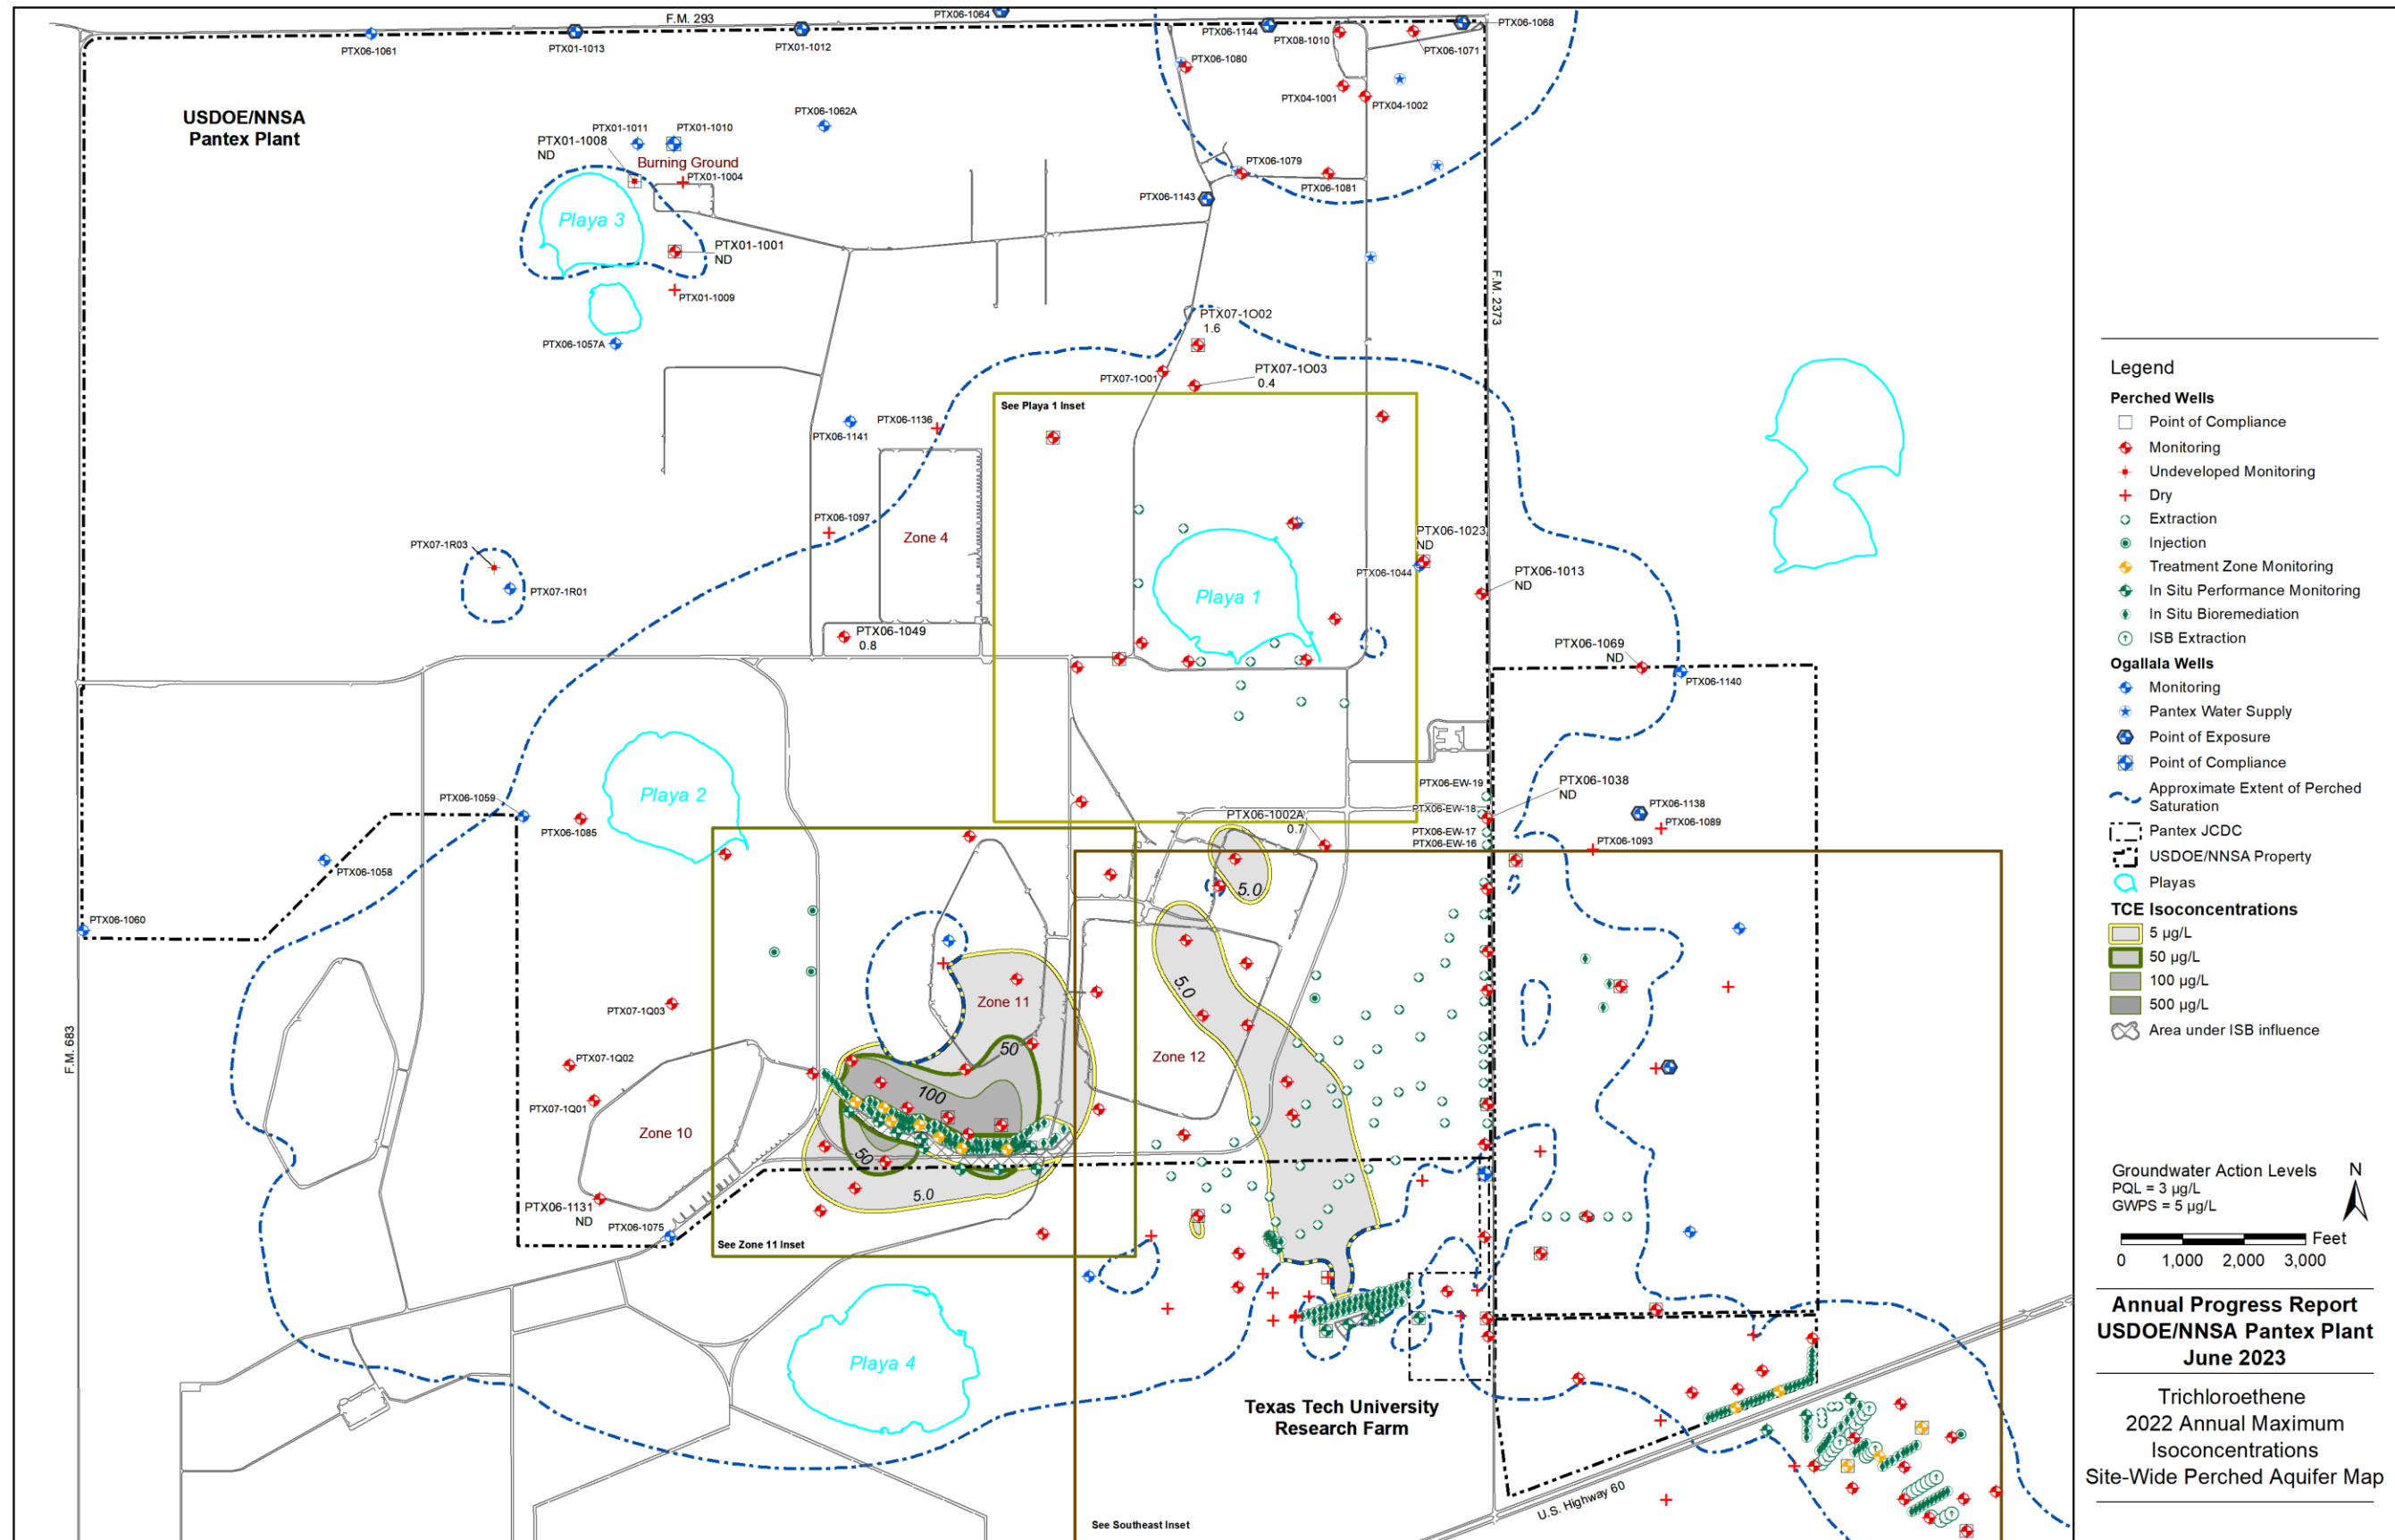 F.M. 293
PTX06-1064
PTX06-1061
PTX01-1013
PTX01-1012
PTX06-1144
PTX08-1010
PTX06-1068
PTX06-1071
PTX06-1080
PTX04-1001
PTX04-1002
USDOE/NNSA
Pantex Plant
PTX06-1062A
PTX01-1011
PTX01-1010
PTX01-1008
ND
Burning Ground
PTX01-1004
PTX06-1079
PTX06-1081
PTX06-1143
Playa 3
PTX01-1001
ND
PTX01-1009
PTX06-1057A
F.M. 2373
PTX07-1O02
1.6
PTX07-1O01
PTX07-1O03
0.4
See Playa 1 Inset
PTX06-1136
PTX06-1141
PTX06-1097
Zone 4
PTX07-1R03
PTX07-1R01
PTX06-1023
ND
PTX06-1044
PTX06-1013
ND
Playa 1
PTX06-1049
0.8
PTX06-1069
ND
PTX06-1140
Playa 2
PTX06-1059
PTX06-1085
PTX06-1058
PTX06-1060
PTX06-EW-19
PTX06-EW-18
PTX06-EW-17
PTX06-EW-16
PTX06-1038
ND
PTX06-1002A
0.7
PTX06-1138
PTX06-1089
PTX06-1093
5.0
5.0
Zone 11
50
100
50
5.0
Zone 12
PTX07-1Q03
PTX07-1Q02
PTX07-1Q01
Zone 10
F.M. 683
PTX06-1131
ND
PTX06-1075
See Zone 11 Inset
Playa 4
Texas Tech University
Research Farm
U.S. Highway 60
See Southeast Inset
Legend
Perched Wells
Point of Compliance
Monitoring
Undeveloped Monitoring
Dry
Extraction
Injection
Treatment Zone Monitoring
In Situ Performance Monitoring
In Situ Bioremediation
ISB Extraction
Ogallala Wells
Monitoring
Pantex Water Supply
Point of Exposure
Point of Compliance
Approximate Extent of Perched
Saturation
Pantex JCDC
USDOE/NNSA Property
Playas
TCE Isoconcentrations
5 µg/L
50 µg/L
100 µg/L
500 µg/L
Area under ISB influence
Groundwater Action Levels
PQL = 3 µg/L
GWPS = 5 µg/L
N
Feet
0 1,000 2,000 3,000
Annual Progress Report
USDOE/NNSA Pantex Plant
June 2023
Trichloroethene
2022 Annual Maximum
Isoconcentrations
Site-Wide Perched Aquifer Map